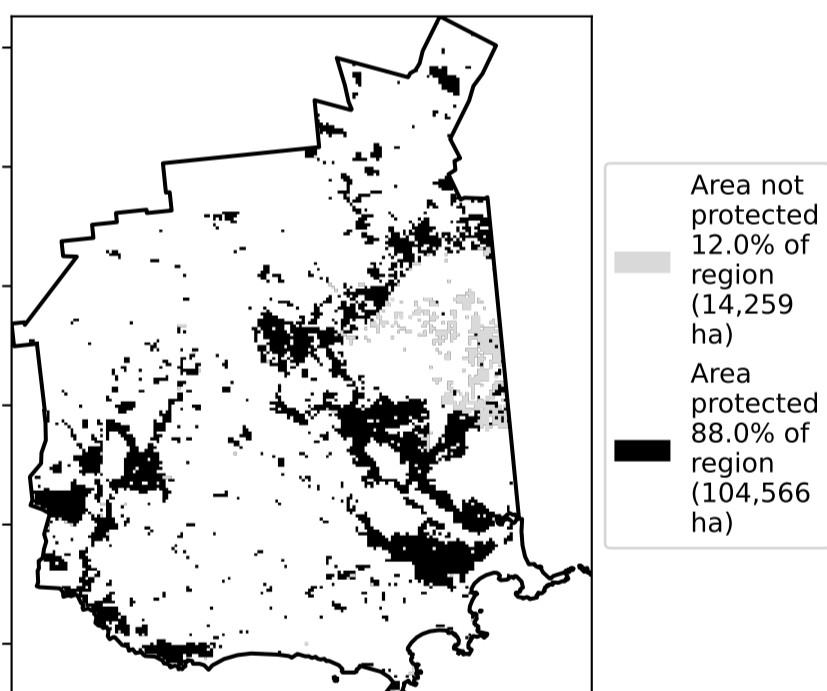 Area not
protected
12.0% of
region
(14,259
ha)
Area
protected
88.0% of
region
(104,566
ha)